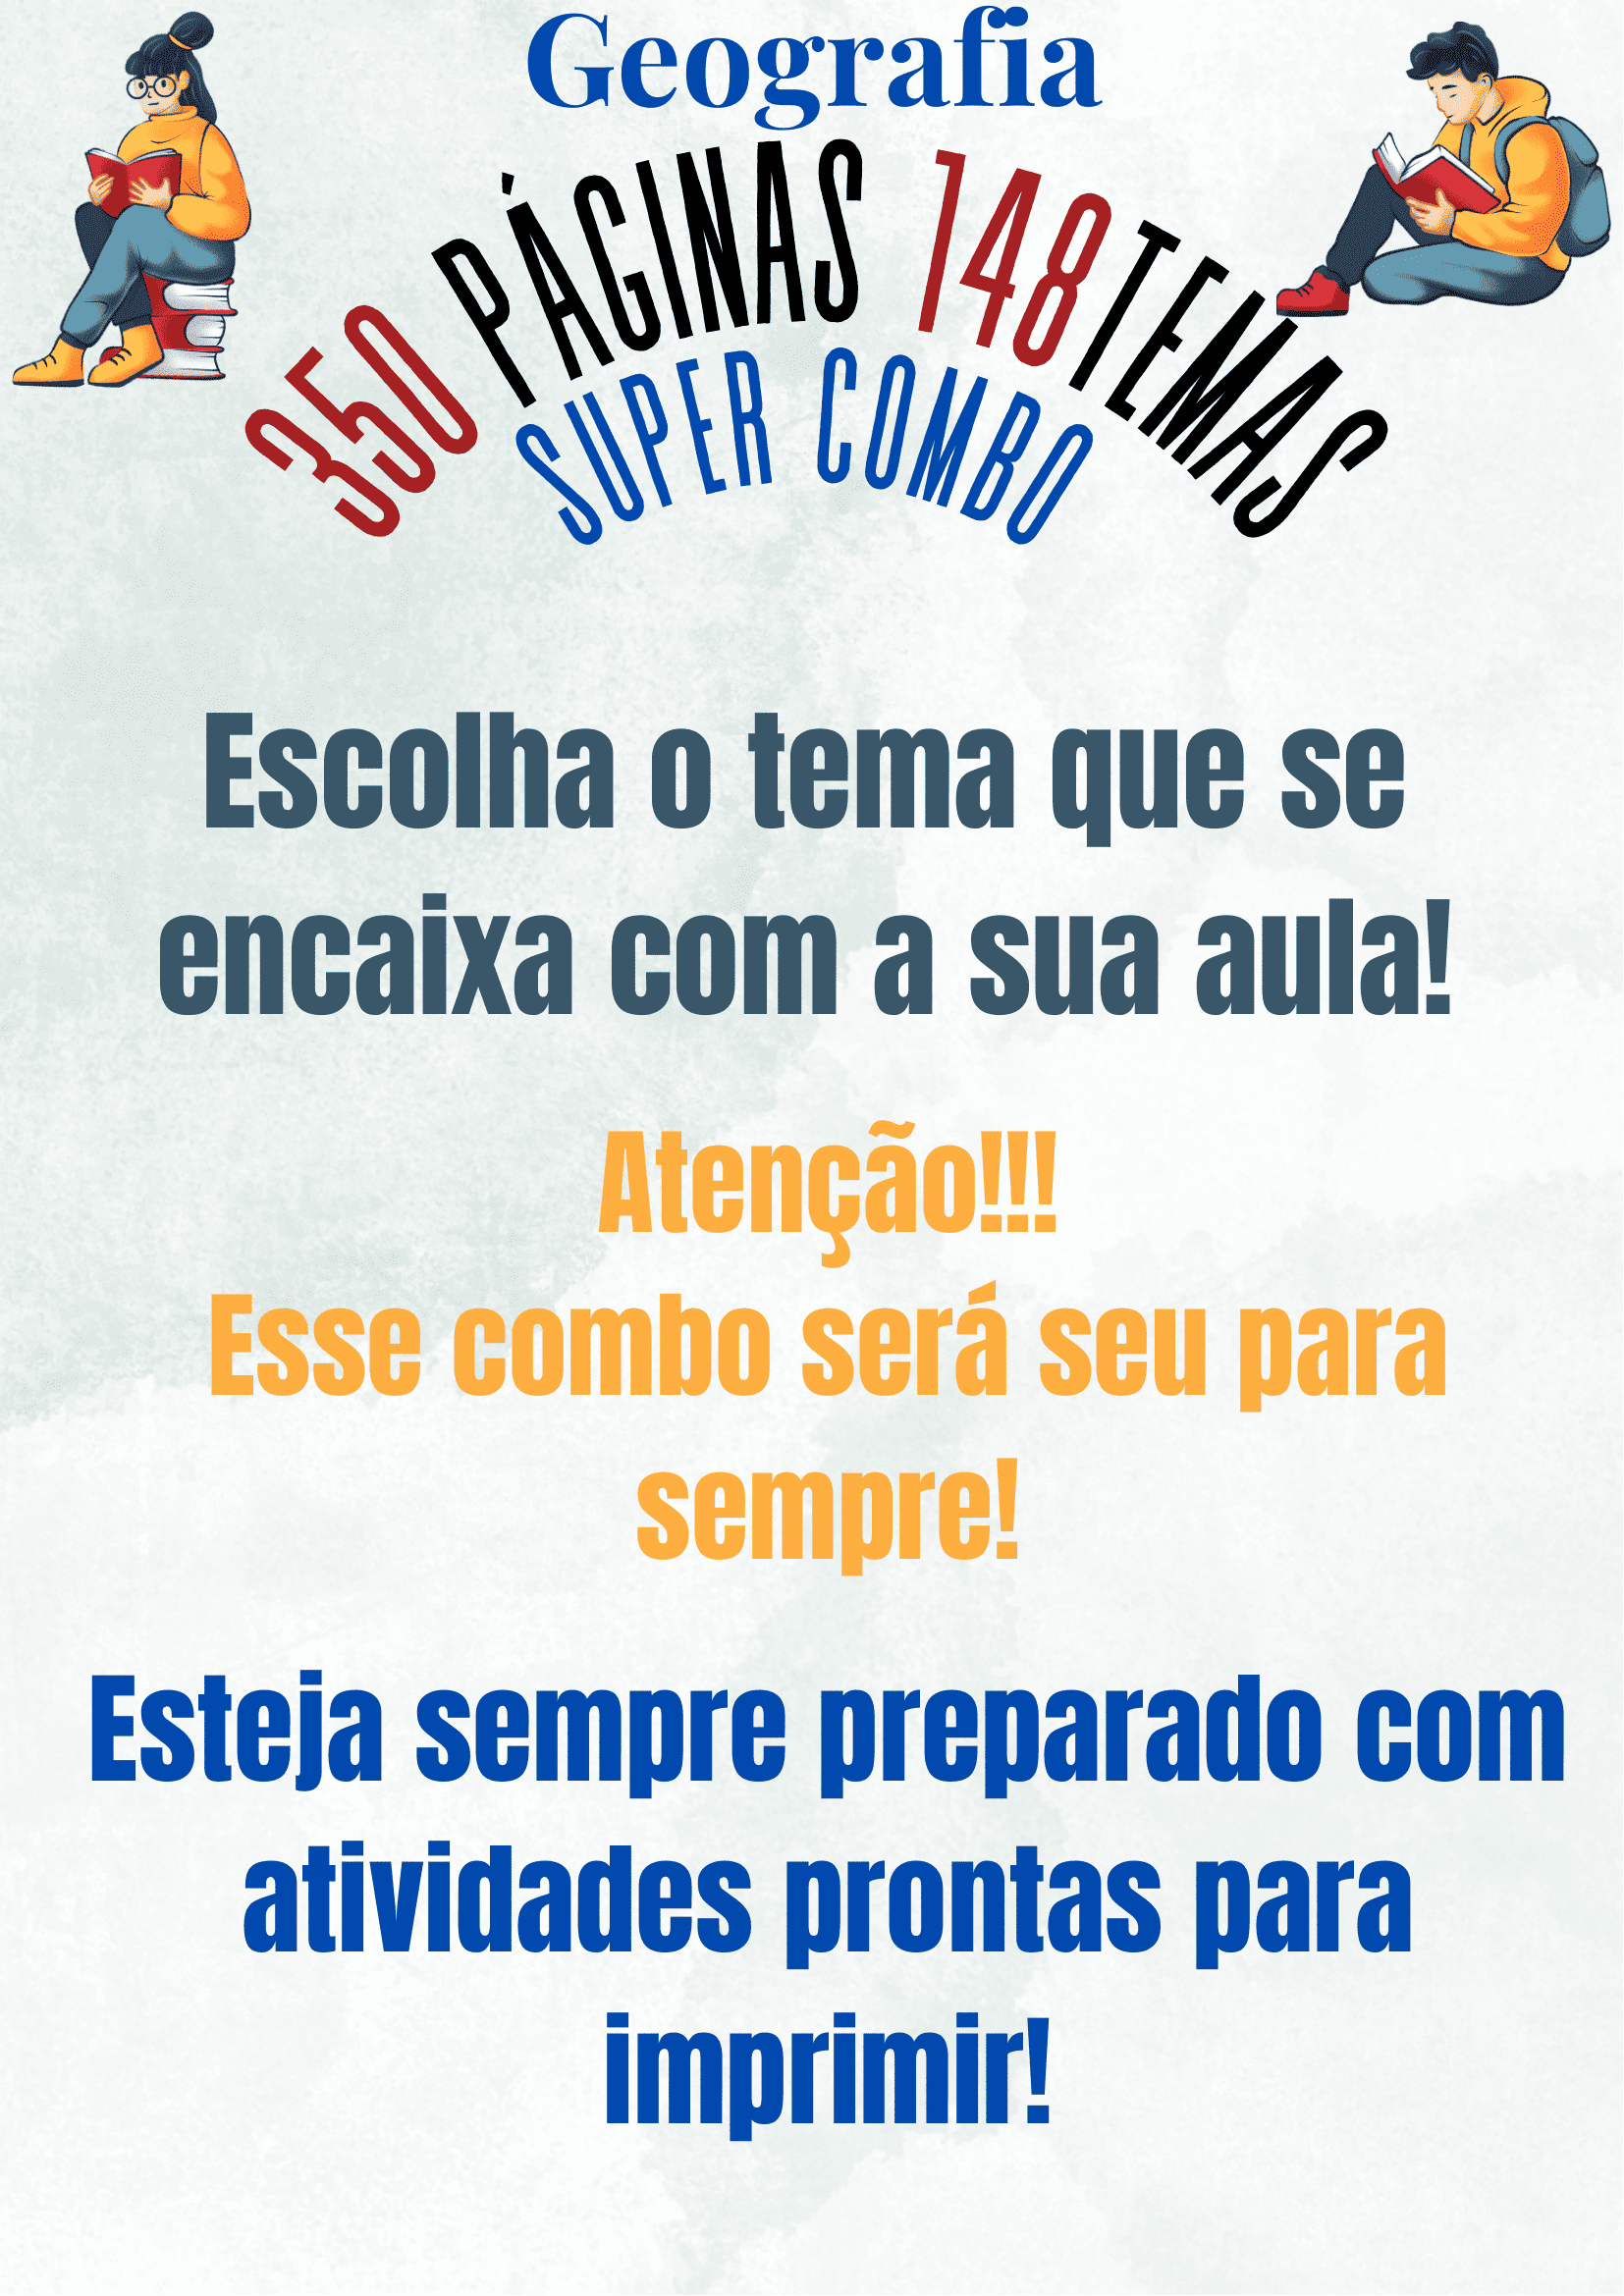 Geografia
350 PÁGINAS 148 TEMAS
SUPER COMBO
Escolha o tema que se
encaixa com a sua aula!
Atenção!!!
Esse combo será seu para
sempre!
Esteja sempre preparado com
atividades prontas para
imprimir!